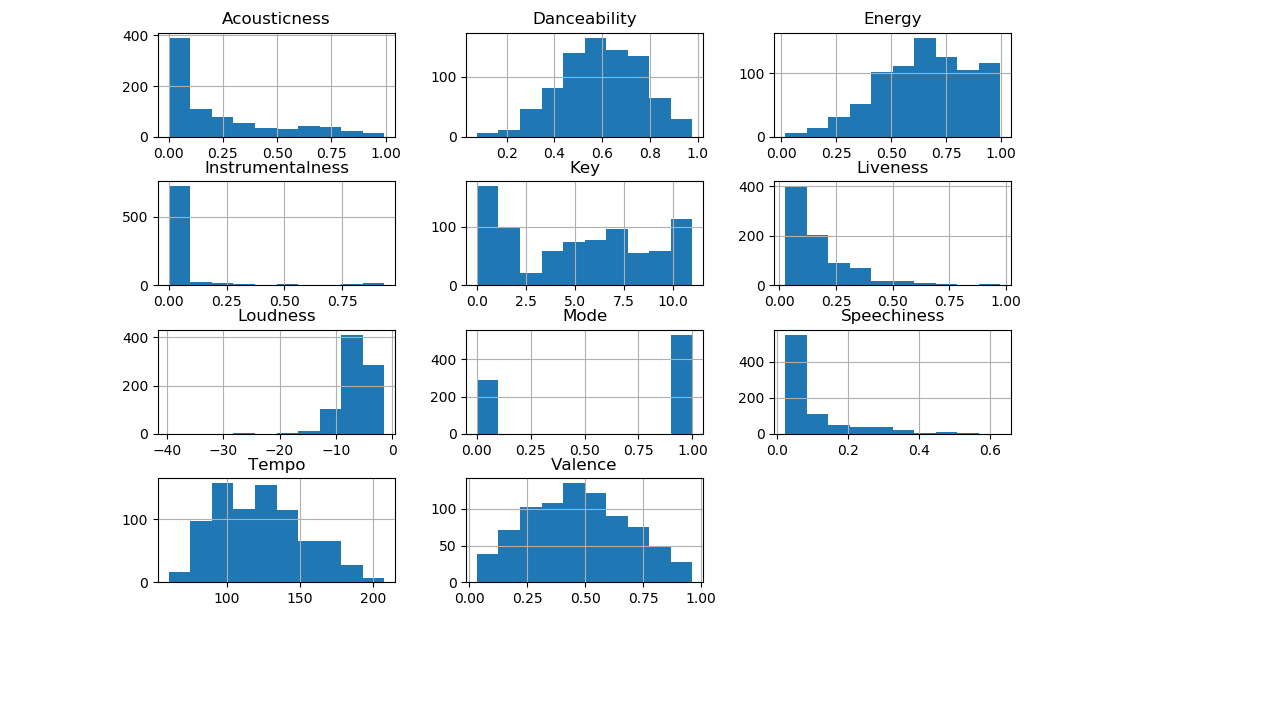 Acousticness Danceability Energy
400
200
0
100
0
100
0
0.00 0.25 0.50 0.75 1.00
0.2 0.4 0.6 0.8 1.0
0.00 0.25 0.50 0.75 1.00
Instrumentalness Key Liveness
500
0
100
0
400
200
0
0.00 0.25 0.50 0.75
0.0 2.5 5.0 7.5 10.0
0.00 0.25 0.50 0.75 1.00
Loudness Mode Speechiness
400
200
0
400
200
0
400
200
0
−40 −30 −20 −10 0
0.00 0.25 0.50 0.75 1.00
0.0 0.2 0.4 0.6
Tempo Valence
100
0
100
50
0
100 150 200
0.00 0.25 0.50 0.75 1.00